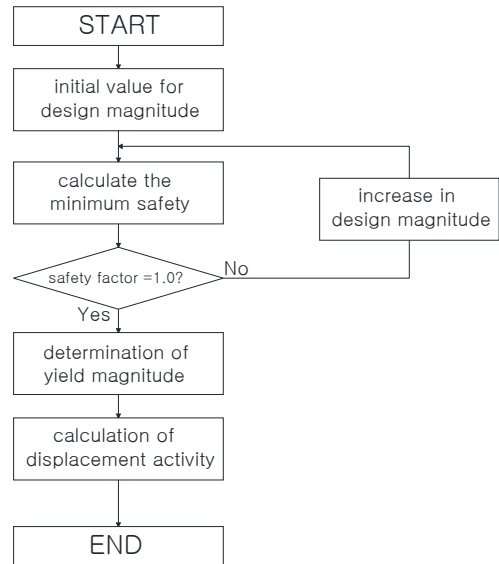 START
initial value for
design magnitude
calculate the
minimum safety
increase in
design magnitude
safety factor =1.0?
No
Yes
determination of
yield magnitude
calculation of
displacement activity
END